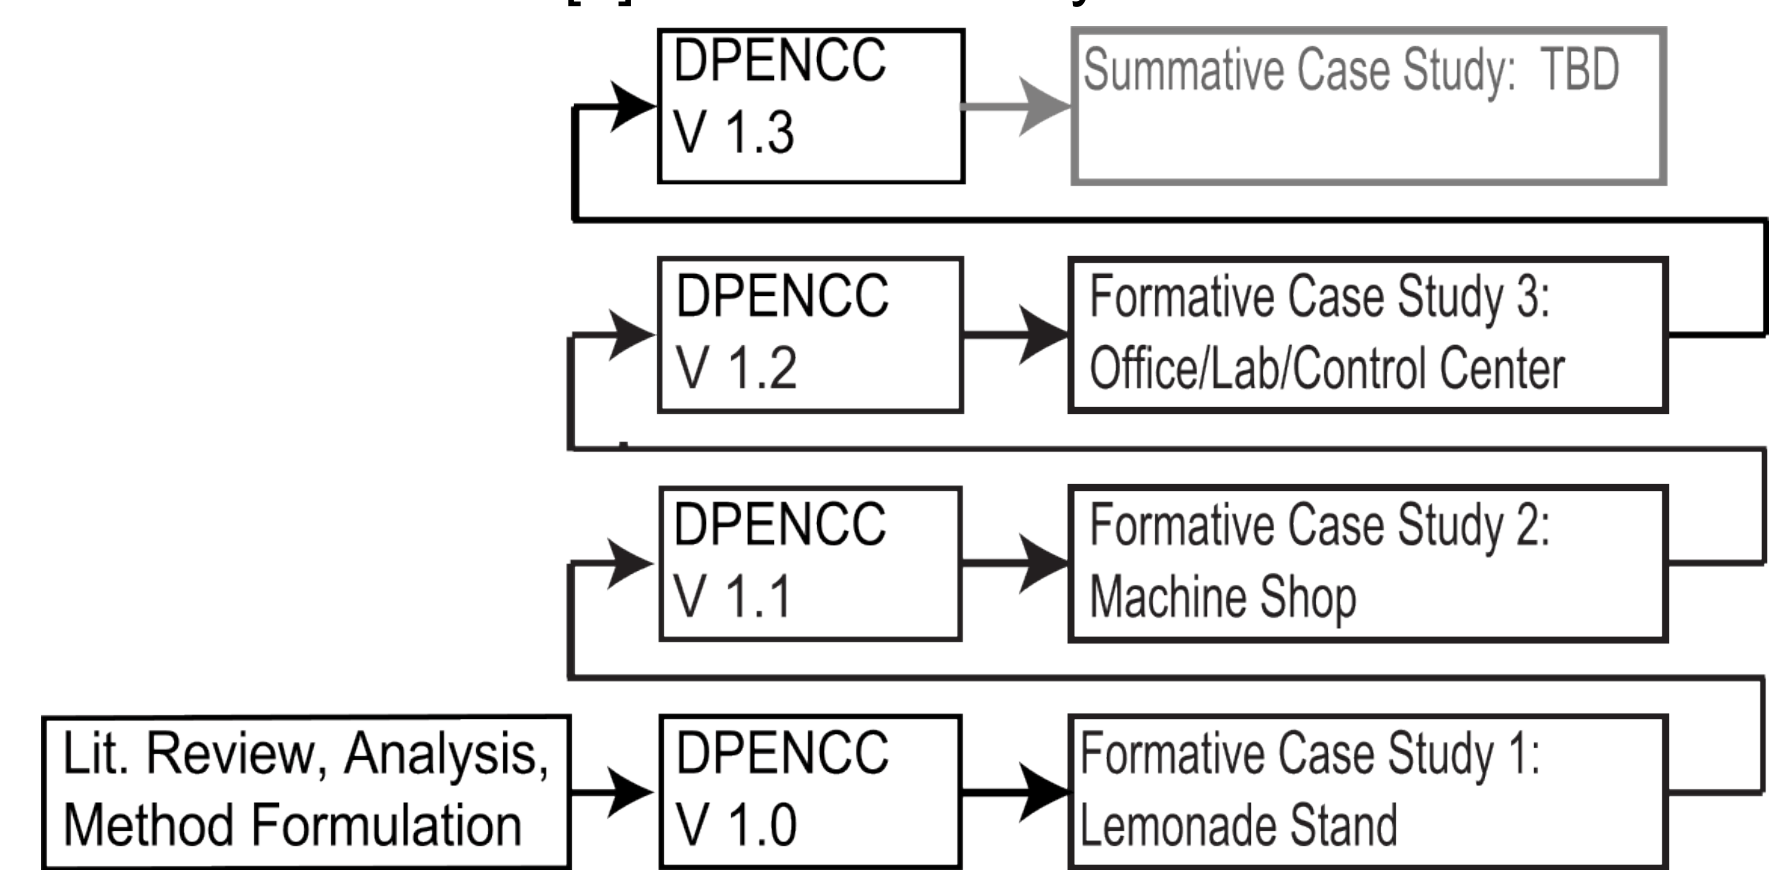 DPENCC
V 1.3
Summative Case Study: TBD
DPENCC
V 1.2
Formative Case Study 3:
Office/Lab/Control Center
DPENCC
V 1.1
Formative Case Study 2:
Machine Shop
Lit. Review, Analysis,
Method Formulation
DPENCC
V 1.0
Formative Case Study 1:
Lemonade Stand